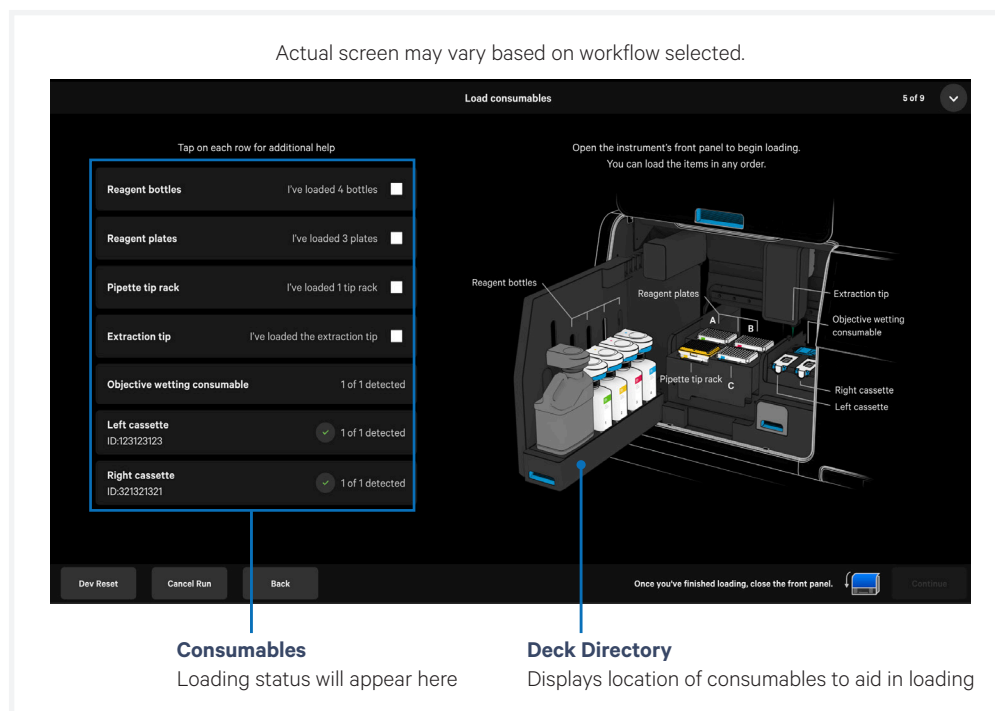 Actual screen may vary based on workflow selected.
Load consumables
5 of 9
Tap on each row for additional help
Reagent bottles
I've loaded 4 bottles
Reagent plates
I've loaded 3 plates
Pipette tip rack
I've loaded 1 tip rack
Extraction tip
I've loaded the extraction tip
Objective wetting consumable
1 of 1 detected
Left cassette
ID:123123123
1 of 1 detected
Right cassette
ID:321321321
1 of 1 detected
Open the instrument's front panel to begin loading.
You can load the items in any order.
Reagent bottles
Reagent plates
A
B
Extraction tip
Objective wetting
consumable
Pipette tip rack
C
Right cassette
Left cassette
Dev Reset
Cancel Run
Back
Once you've finished loading, close the front panel.
Continue
Consumables
Loading status will appear here
Deck Directory
Displays location of consumables to aid in loading